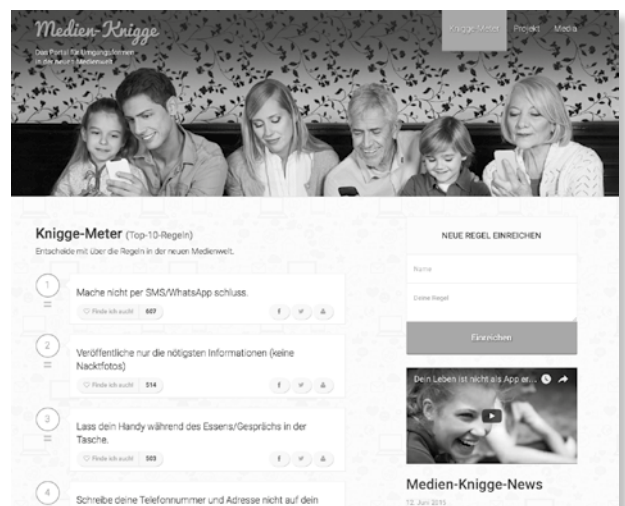 Medien-Knigge
Das Portal für Umgangsformen
in der neuen Medienwelt.
Knigge-Meter Projekt Media
Knigge-Meter (Top-10-Regeln)
Entscheide mit über die Regeln in der neuen Medienwelt.
1
Mache nicht per SMS/WhatsApp schluss.
Finde ich auch! 607
2
Veröffentliche nur die nötigsten Informationen (keine
Nacktfotos)
Finde ich auch! 514
3
Lass dein Handy während des Essens/Gesprächs in der
Tasche.
Finde ich auch! 503
4
Schreibe deine Telefonnummer und Adresse nicht auf dein
NEUE REGEL EINREICHEN
Name
Deine Regel
Einreichen
Dein Leben ist nicht als App er...
Medien-Knigge-News
12. Juni 2015